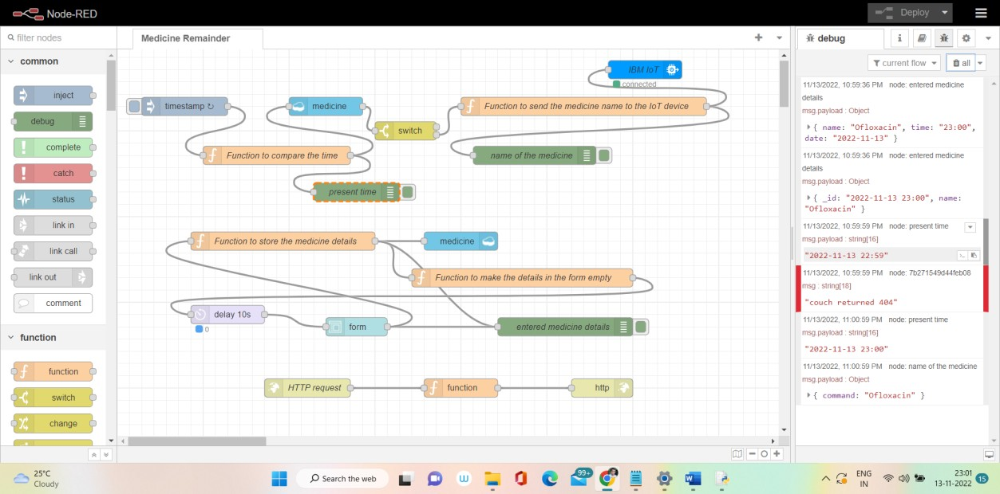 Node-RED
Deploy
filter nodes
Medicine Remainder
debug
i
common
current flow
all
inject
debug
complete
catch
status
link in
link call
link out
comment
function
function
switch
change
timestamp ↻
medicine
IBM IoT
connected
Function to send the medicine name to the IoT device
switch
Function to compare the time
name of the medicine
present time
Function to store the medicine details
medicine
Function to make the details in the form empty
delay 10s
0
form
entered medicine details
HTTP request
function
http
11/13/2022, 10:59:36 PM node: entered medicine
details
msg.payload : Object
{ name: "Ofloxacin", time: "23:00",
date: "2022-11-13" }
11/13/2022, 10:59:36 PM node: entered medicine
details
msg.payload : Object
{ _id: "2022-11-13 23:00", name:
"Ofloxacin" }
11/13/2022, 10:59:59 PM node: present time
msg.payload : string[16]
"2022-11-13 22:59"
11/13/2022, 10:59:59 PM node: 7b271549d44feb08
msg : string[18]
"couch returned 404"
11/13/2022, 11:00:59 PM node: present time
msg.payload : string[16]
"2022-11-13 23:00"
11/13/2022, 11:00:59 PM node: name of the medicine
msg.payload : Object
{ command: "Ofloxacin" }
25°C
Cloudy
Search the web
99+
ENG
IN
23:01
13-11-2022
15